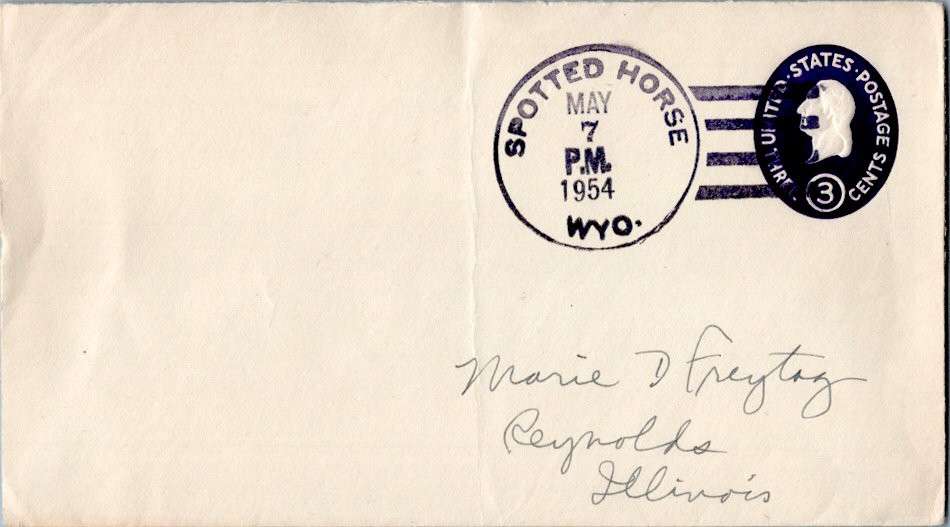 SPOTTED HORSE
MAY
7
P.M.
1954
WYO.
UNITED·STATES·POSTAGE
THREE CENTS
3
Marie D Freytag
Reynolds
Illinois